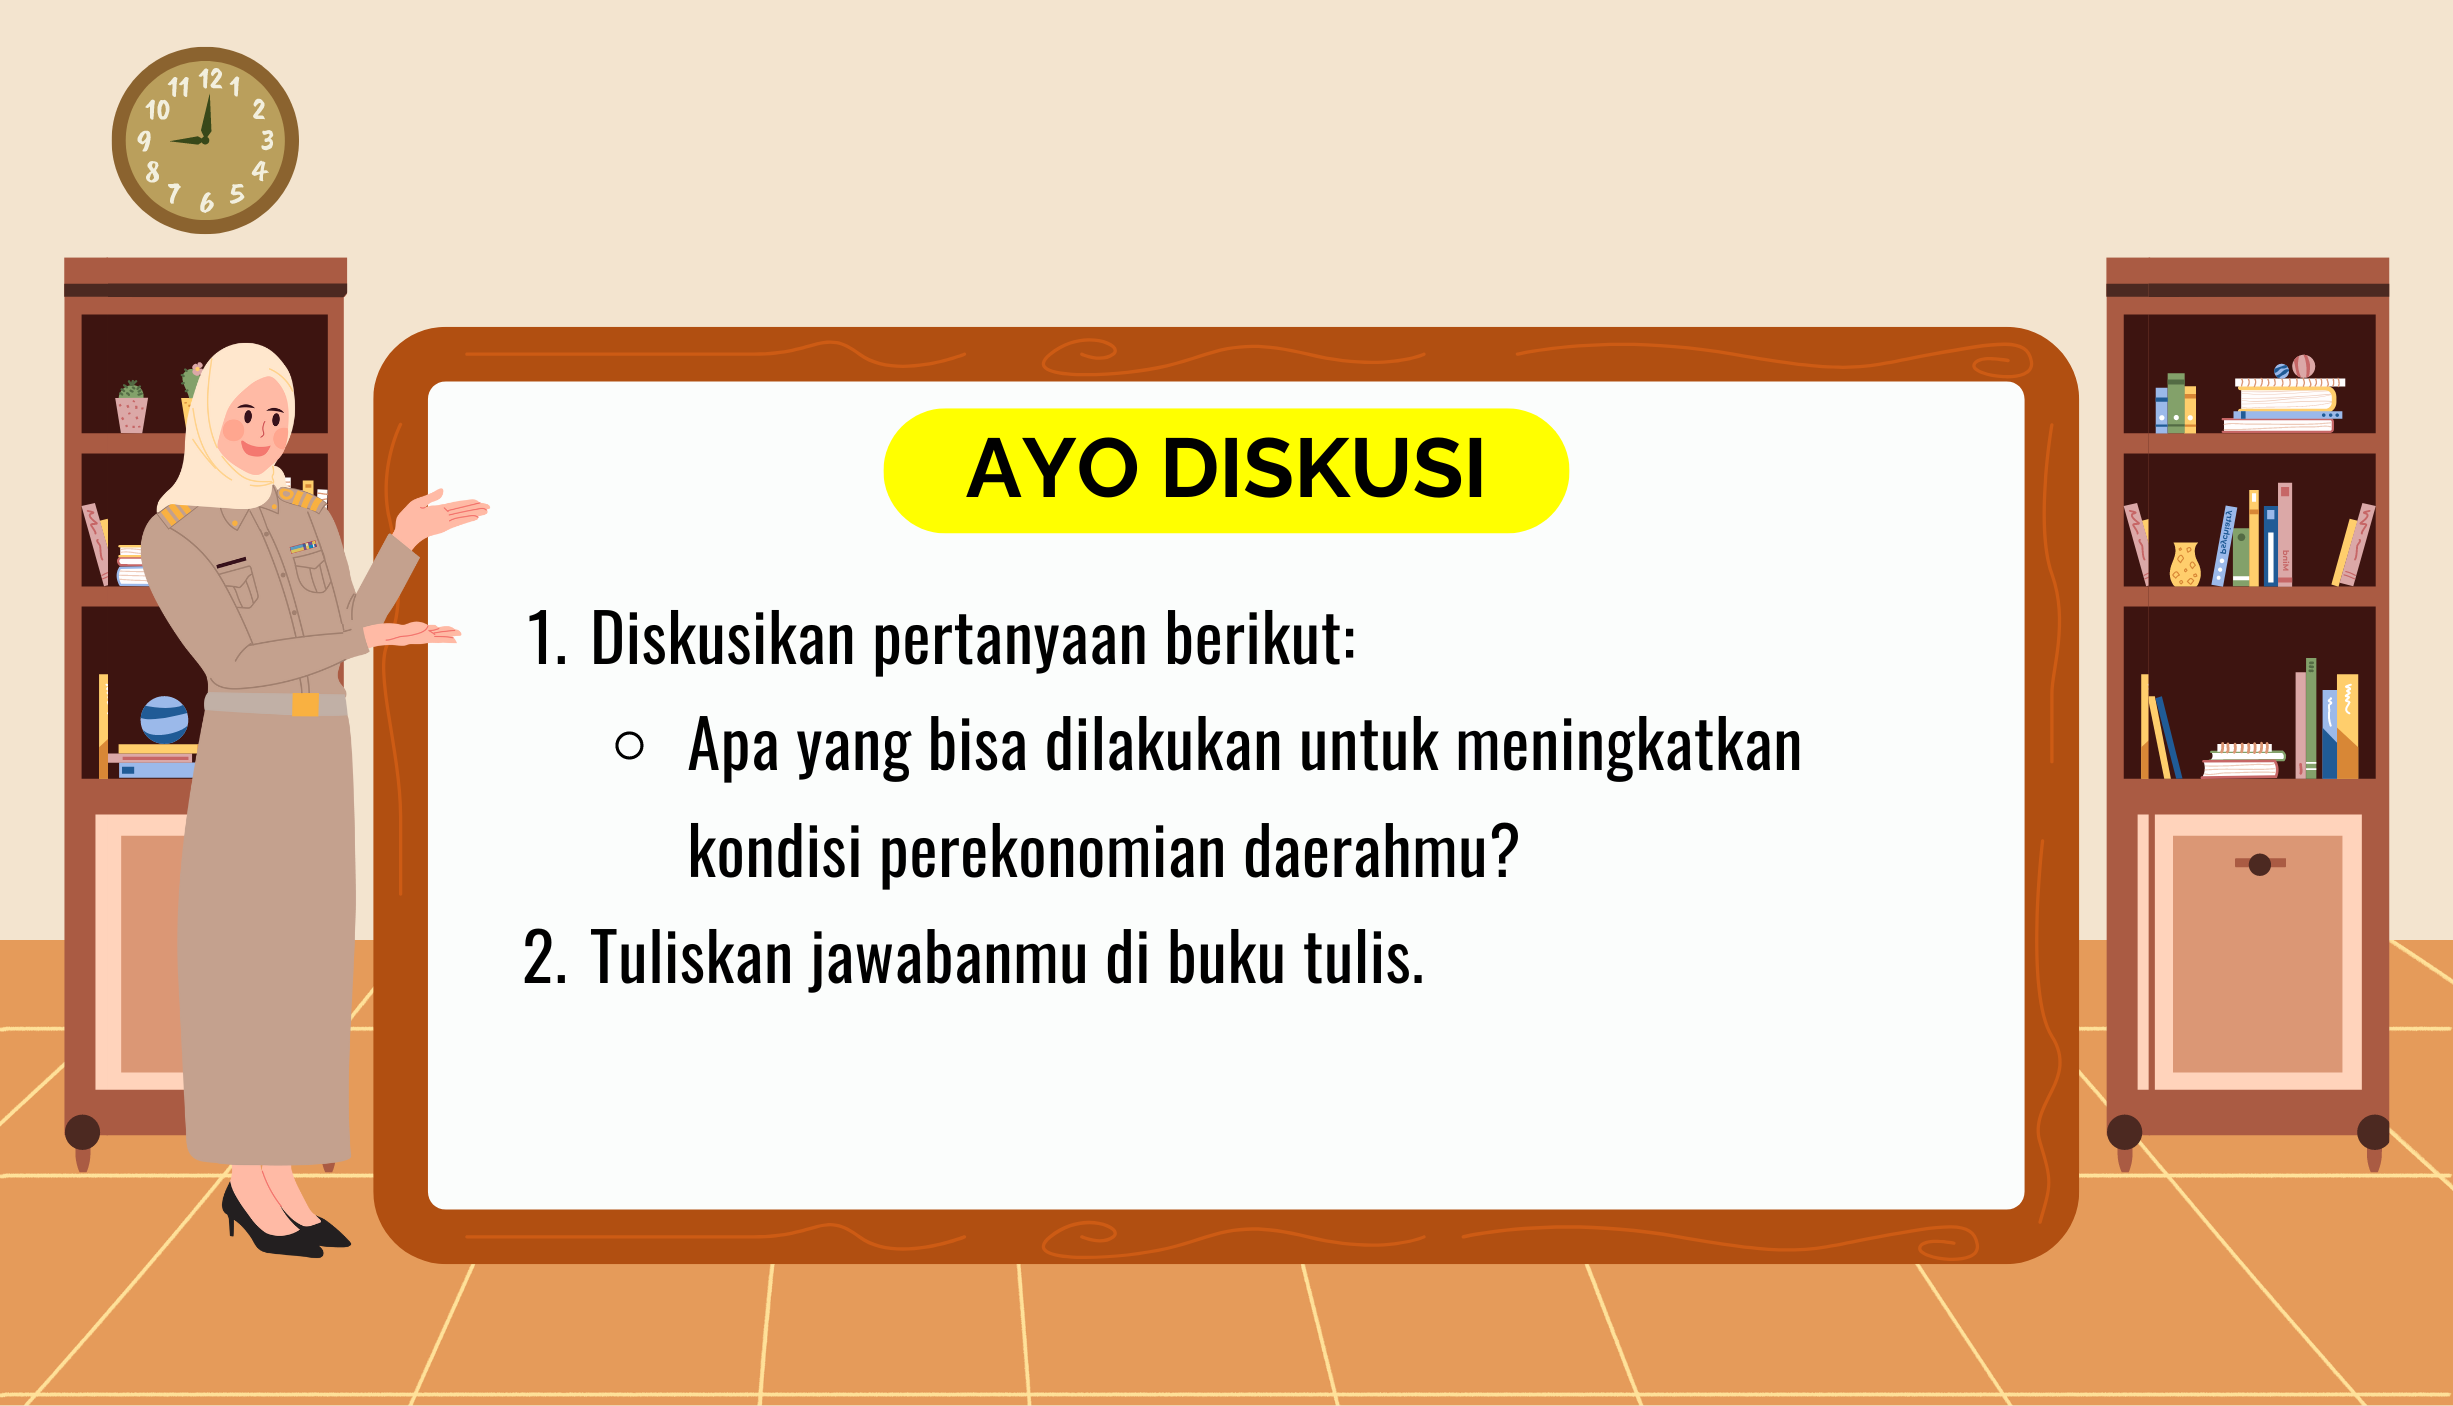 12
11
1
10
2
9
3
8
4
7
5
6
AYO DISKUSI
1. Diskusikan pertanyaan berikut:
○ Apa yang bisa dilakukan untuk meningkatkan
kondisi perekonomian daerahmu?
2. Tuliskan jawabanmu di buku tulis.
Mind